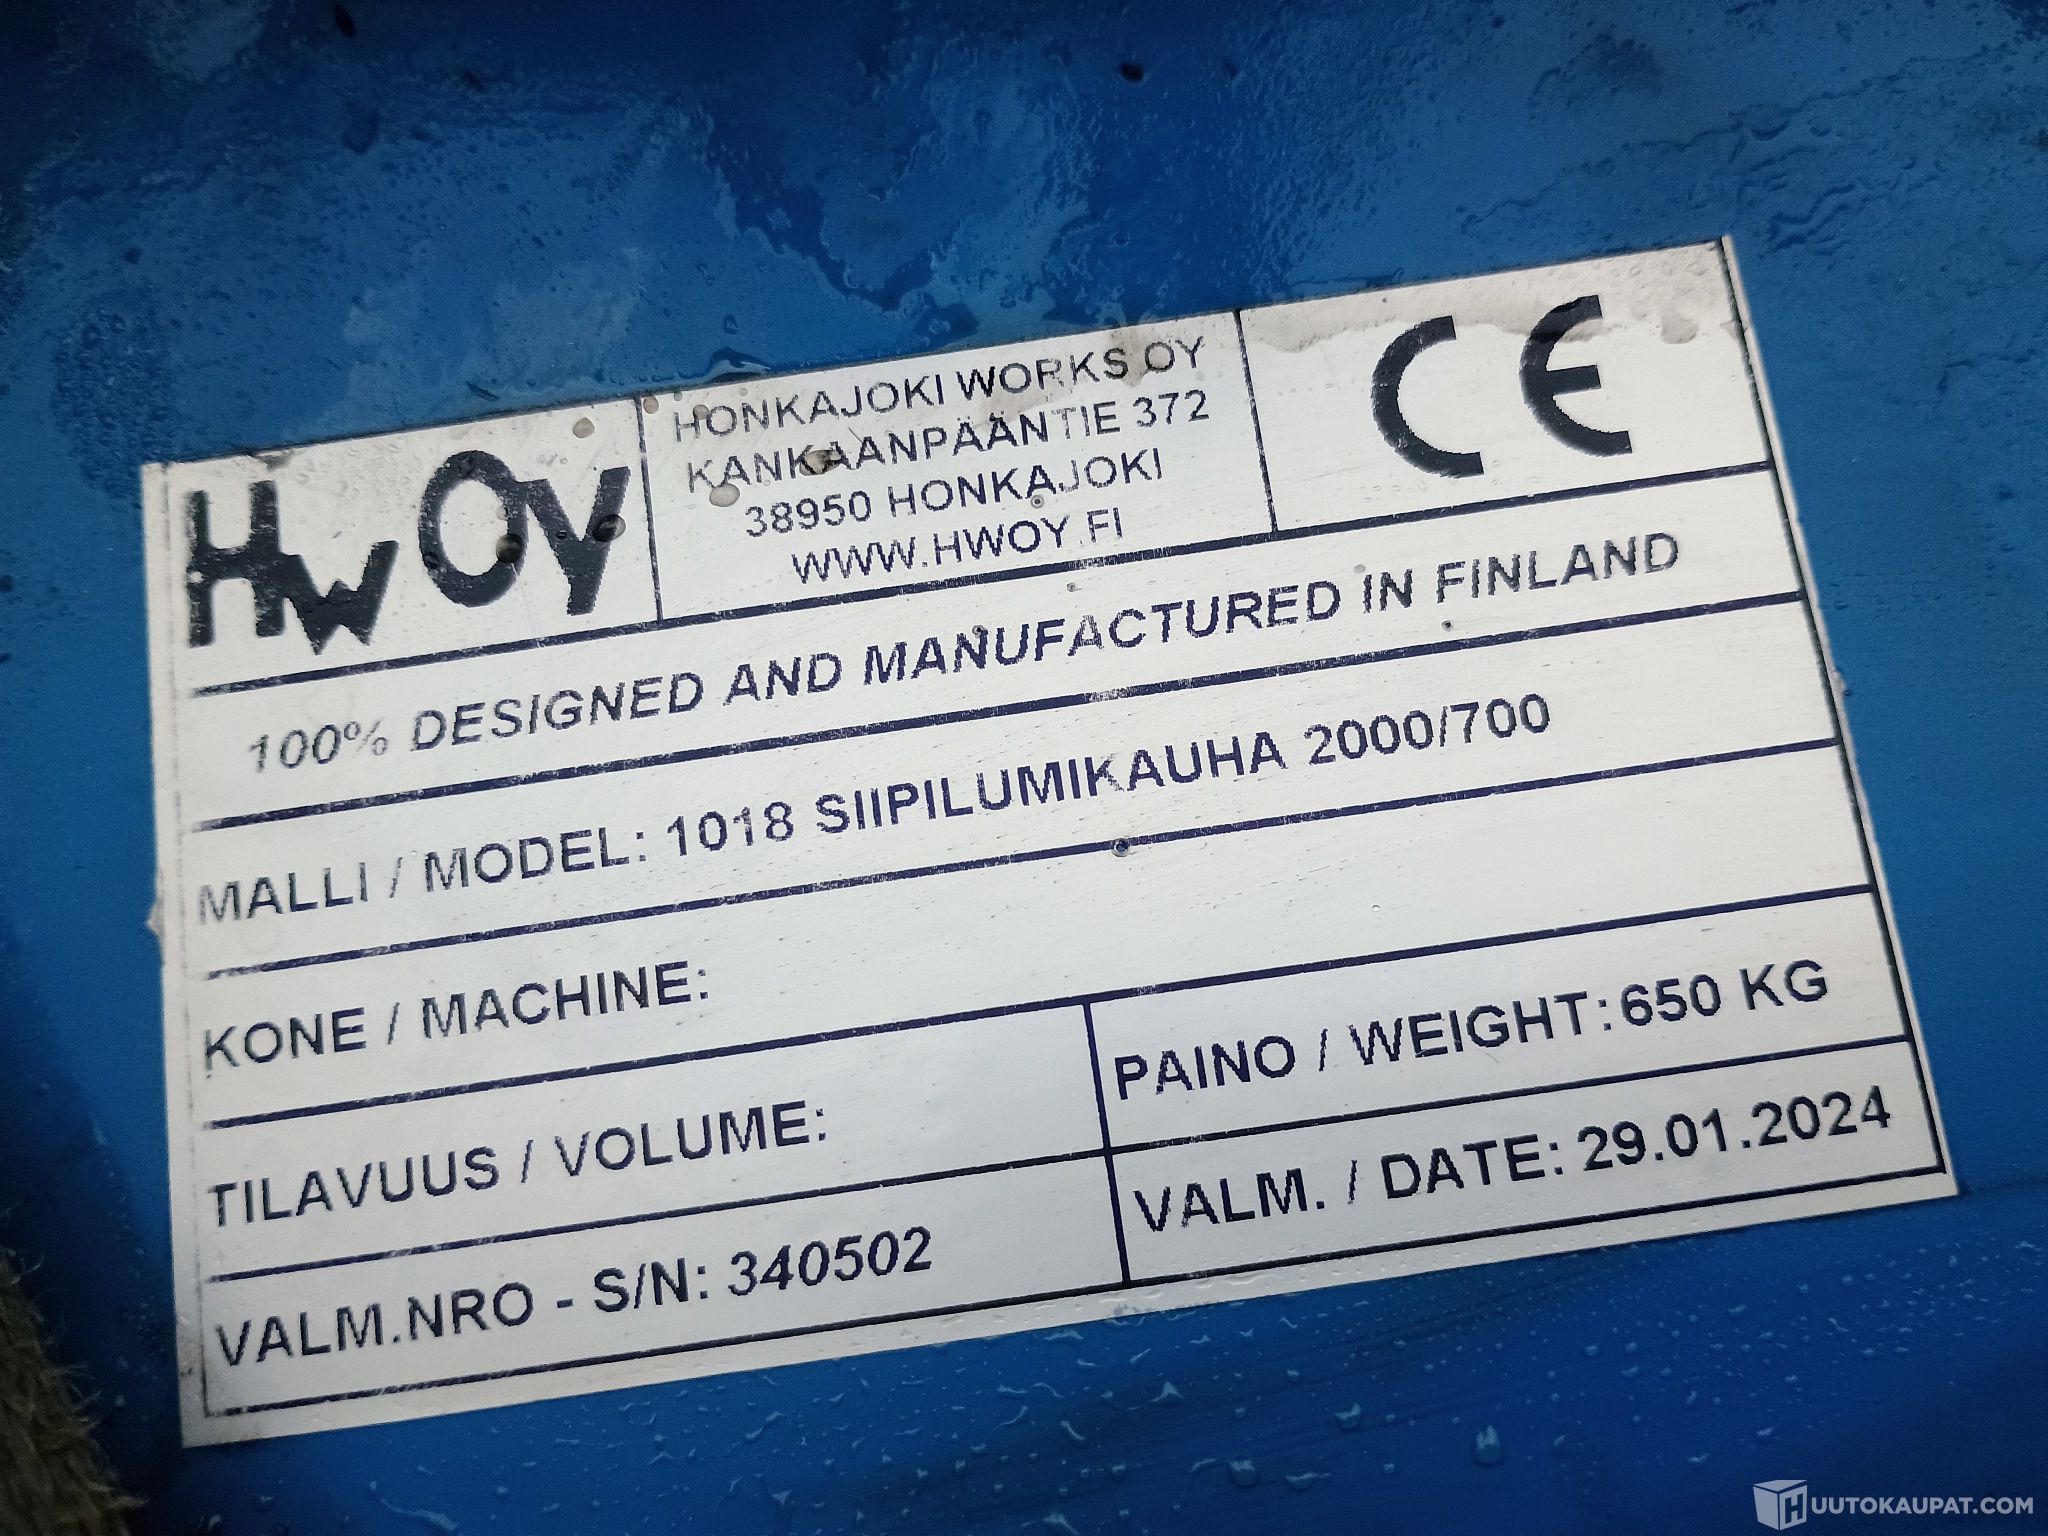 HWOY
HONKAJOKI WORKS OY
KANKAANPÄÄNTIE 372
38950 HONKAJOKI
WWW.HWOY.FI
CE
100% DESIGNED AND MANUFACTURED IN FINLAND
MALLI / MODEL: 1018 SIIPILUMIKAUHA 2000/700
KONE / MACHINE:
TILAVUUS / VOLUME:
PAINO / WEIGHT: 650 KG
VALM.NRO - S/N: 340502
VALM. / DATE: 29.01.2024
HUUTOKAUPAT.COM